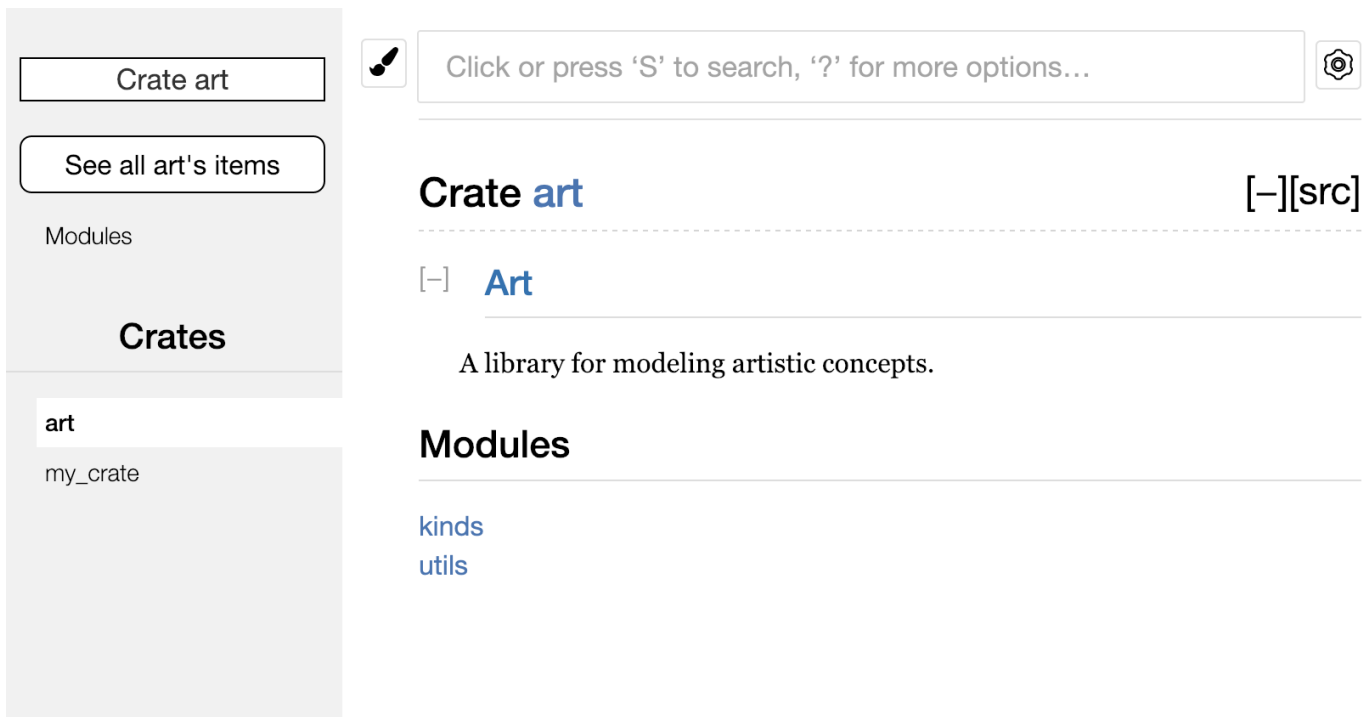 Crate art
See all art's items
Modules
Crates
art
my_crate
Click or press ‘S’ to search, ‘?’ for more options…
Crate art
[−][src]
[−]
Art
A library for modeling artistic concepts.
Modules
kinds
utils